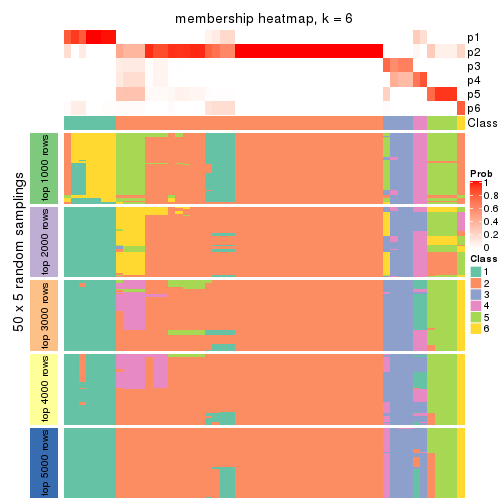 membership heatmap, k = 6
p1
p2
p3
p4
p5
p6
Class
50 x 5 random samplings
top 1000 rows
top 2000 rows
top 3000 rows
top 4000 rows
top 5000 rows
Prob
1
0.8
0.6
0.4
0.2
0
Class
1
2
3
4
5
6